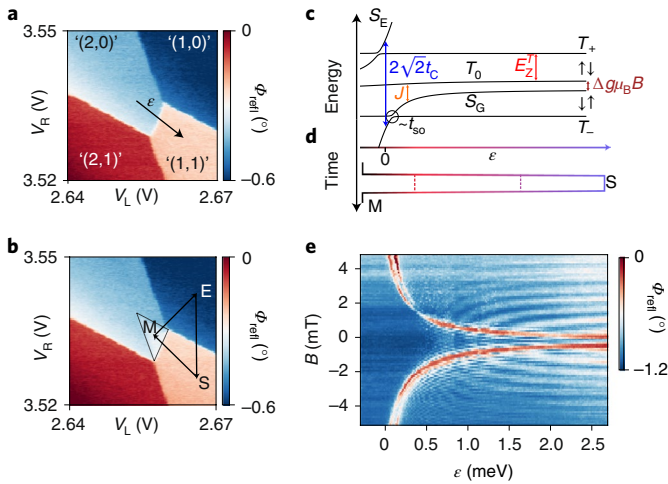 a
3.55
'(2,0)'
'(1,0)'
ε
'(2,1)'
'(1,1)'
3.52
V_R (V)
2.64
V_L (V)
2.67
0
−0.6
Φ_refl (°)
b
3.55
E
M
S
3.52
V_R (V)
2.64
V_L (V)
2.67
0
−0.6
Φ_refl (°)
c
S_E
T_+
2√2t_C
T_0
E_Z^T
↑↓
Δgμ_BB
J
S_G
↓↑
~t_so
T_−
Energy
d
0
ε
Time
S
M
e
4
2
0
−2
−4
B (mT)
0
0.5
1.0
1.5
2.0
2.5
ε (meV)
0
−1.2
Φ_refl (°)